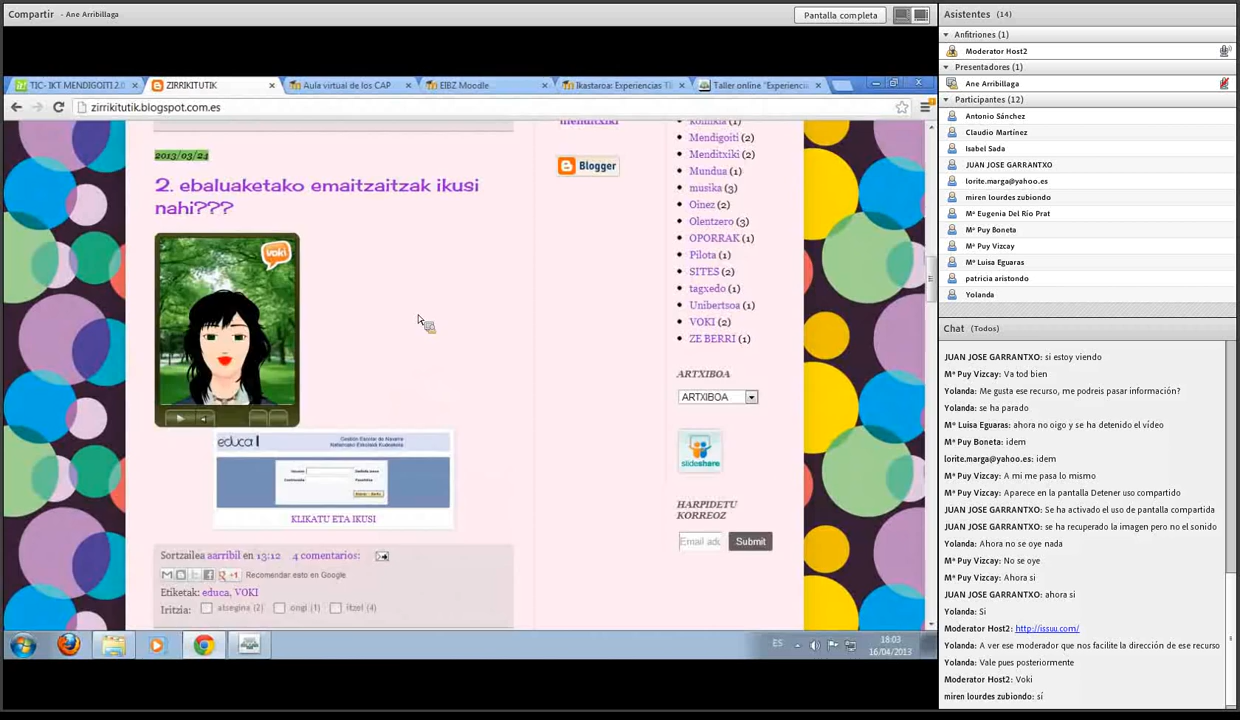 Compartir - Ane Arribillaga
Pantalla completa
TIC- IKT MENDIGOITI 2.0
ZIRRIKITUTIK
Aula virtual de los CAP
EIBZ Moodle
Ikastaroa: Experiencias TI
Taller online "Experiencia
zirrikitutik.blogspot.com.es
menditxiki
Blogger
2013/03/24
2. ebaluaketako emaitzaitzak ikusi
nahi???
voki
educa
Gestión Escolar de Navarra
KLIKATU ETA IKUSI
Sortzailea aarribil en 13:12 4 comentarios:
Recomendar esto en Google
Etiketak: educa, VOKI
Iritzia: atsegina (2) ongi (1) itzel (4)
komikia (1)
Mendigoiti (2)
Menditxiki (2)
Mundua (1)
musika (3)
Oinez (2)
Olentzero (3)
OPORRAK (1)
Pilota (1)
SITES (2)
tagxedo (1)
Unibertsoa (1)
VOKI (2)
ZE BERRI (1)
ARTXIBOA
ARTXIBOA
slideshare
HARPIDETU
KORREOZ
Email adc
Submit
ES
18:03
16/04/2013
Asistentes (14)
Anfitriones (1)
Moderator Host2
Presentadores (1)
Ane Arribillaga
Participantes (12)
Antonio Sánchez
Claudio Martínez
Isabel Sada
JUAN JOSE GARRANTXO
lorite.marga@yahoo.es
miren lourdes zubiondo
Mª Eugenia Del Río Prat
Mª Puy Boneta
Mª Puy Vizcay
Mª Luisa Eguaras
patricia aristondo
Yolanda
Chat (Todos)
JUAN JOSE GARRANTXO: si estoy viendo
Mª Puy Vizcay: Va tod bien
Yolanda: Me gusta ese recurso, me podreis pasar información?
Yolanda: se ha parado
Mª Luisa Eguaras: ahora no oigo y se ha detenido el vídeo
Mª Puy Boneta: idem
lorite.marga@yahoo.es: idem
Mª Puy Vizcay: A mi me pasa lo mismo
Mª Puy Vizcay: Aparece en la pantalla Detener uso compartido
JUAN JOSE GARRANTXO: Se ha activado el uso de pantalla compartida
JUAN JOSE GARRANTXO: se ha recuperado la imagen pero no el sonido
Yolanda: Ahora no se oye nada
Mª Puy Vizcay: No se oye
Mª Puy Vizcay: Ahora si
JUAN JOSE GARRANTXO: ahora si
Yolanda: Si
Moderator Host2: http://issuu.com/
Yolanda: A ver ese moderador que nos facilite la dirección de ese recurso
Yolanda: Vale pues posteriormente
Moderator Host2: Voki
miren lourdes zubiondo: sí